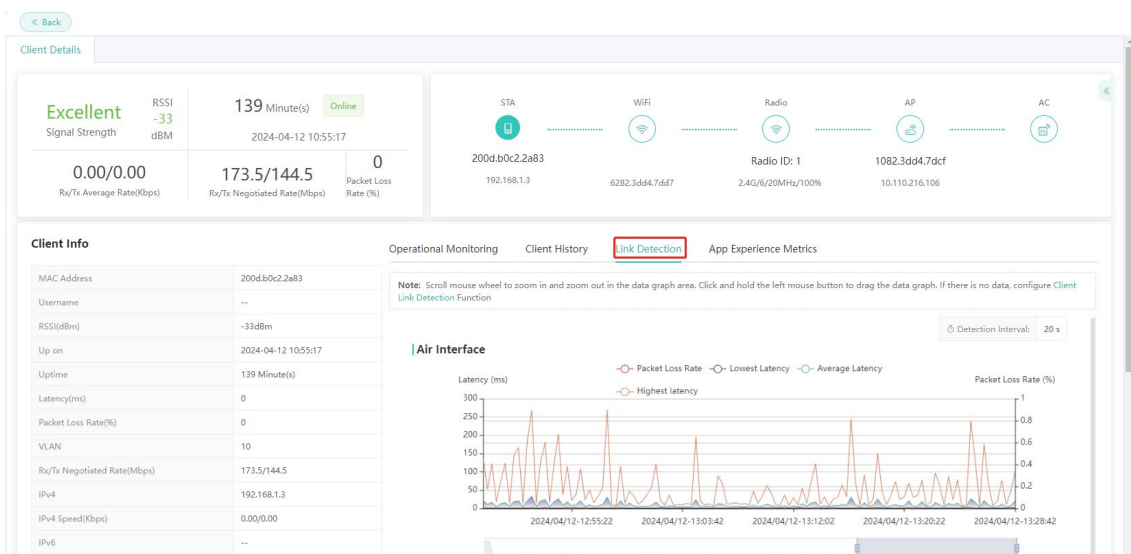 « Back
Client Details
Excellent
Signal Strength
RSSI
-33
dBM
139 Minute(s)
Online
2024-04-12 10:55:17
0.00/0.00
Rx/Tx Average Rate(Kbps)
173.5/144.5
Rx/Tx Negotiated Rate(Mbps)
0
Packet Loss
Rate (%)
STA
WiFi
Radio
AP
AC
200d.b0c2.2a83
Radio ID: 1
1082.3dd4.7dcf
192.168.1.3
6282.3dd4.7dd7
2.4G/6/20MHz/100%
10.110.216.106
«
Client Info
MAC Address 200d.b0c2.2a83
Username --
RSSI(dBm) -33dBm
Up on 2024-04-12 10:55:17
Uptime 139 Minute(s)
Latency(ms) 0
Packet Loss Rate(%) 0
VLAN 10
Rx/Tx Negotiated Rate(Mbps) 173.5/144.5
IPv4 192.168.1.3
IPv4 Speed(Kbps) 0.00/0.00
IPv6 --
Operational Monitoring Client History Link Detection App Experience Metrics
Note: Scroll mouse wheel to zoom in and zoom out in the data graph area. Click and hold the left mouse button to drag the data graph. If there is no data, configure Client
Link Detection Function
Detection Interval: 20 s
Air Interface
Packet Loss Rate Lowest Latency Average Latency
Highest latency
Latency (ms)
Packet Loss Rate (%)
300 1
250
0.8
200
0.6
150
0.4
100
0.2
50
0 0
2024/04/12-12:55:22 2024/04/12-13:03:42 2024/04/12-13:12:02 2024/04/12-13:20:22 2024/04/12-13:28:42